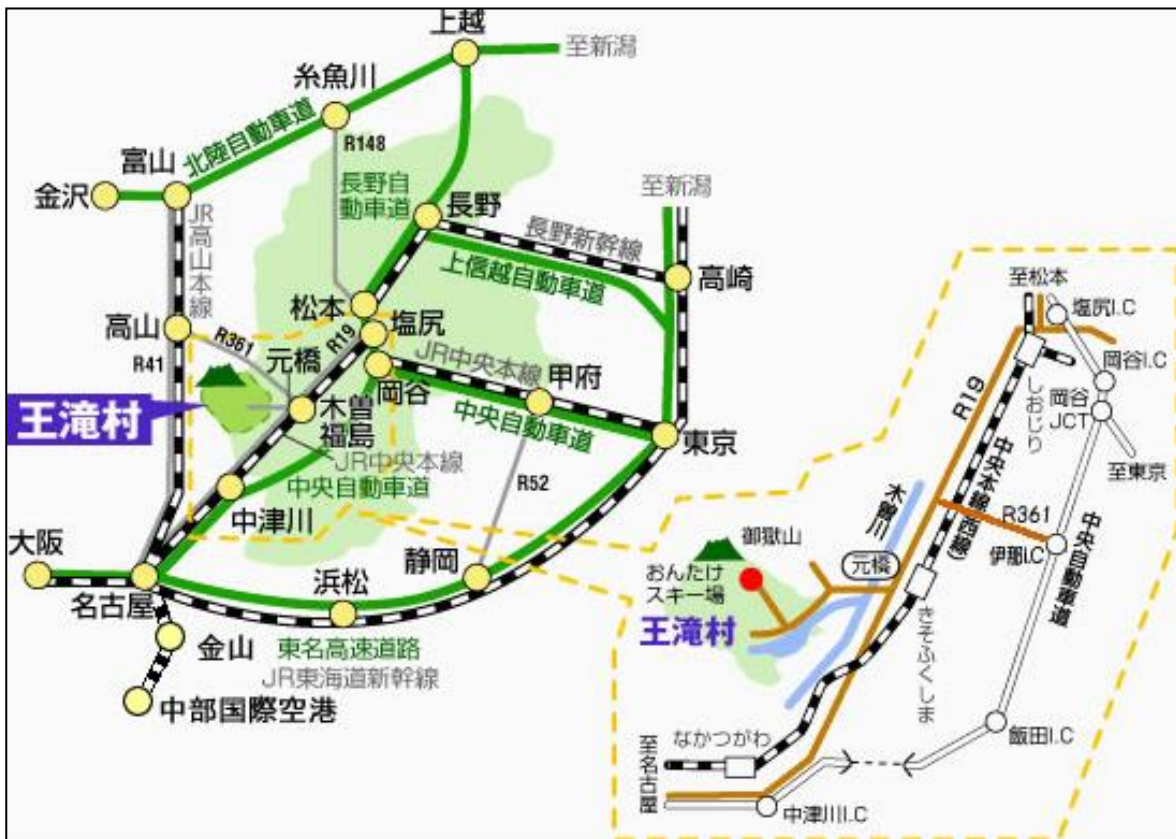 上越
至新潟
糸魚川
北陸自動車道
R148
富山
金沢
長野自
動車道
長野
至新潟
長野新幹線
上信越自動車道
高崎
JR高山本線
松本
塩尻
高山
R361
R19
元橋
R41
岡谷
JR中央本線
甲府
王滝村
木曽
福島
中央自動車道
東京
JR中央本線
中央自動車道
R52
中津川
大阪
静岡
名古屋
浜松
金山
東名高速道路
JR東海道新幹線
中部国際空港
至松本
塩尻I.C
岡谷I.C
しおじり
岡谷
JCT
R19
至東京
中央本線(西線)
木曽川
R361
伊那I.C
御嶽山
元橋
中央自動車道
おんたけ
スキー場
王滝村
きそふくしま
飯田I.C
なかつがわ
至名古屋
中津川I.C